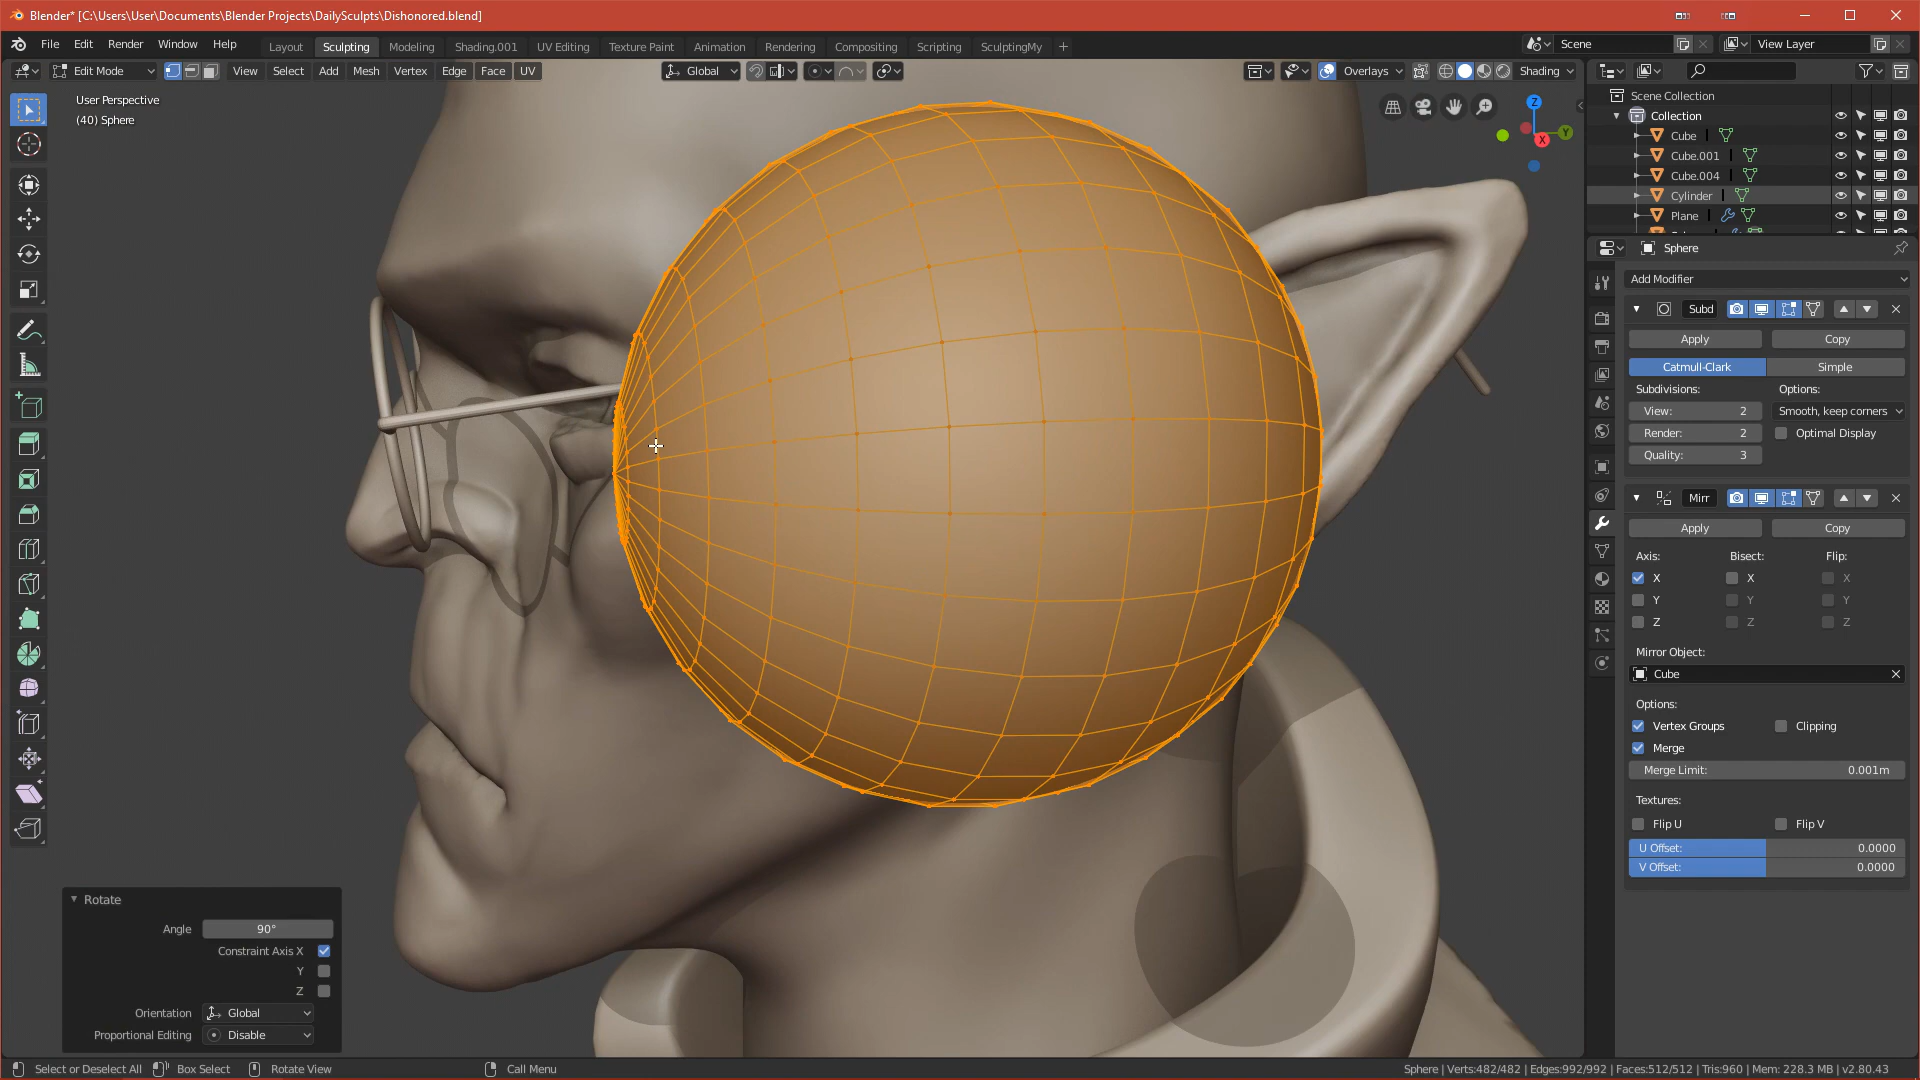 Blender* [C:\Users\User\Documents\Blender Projects\DailySculpts\Dishonored.blend]
File Edit Render Window Help Layout Sculpting Modeling Shading.001 UV Editing Texture Paint Animation Rendering Compositing Scripting SculptingMy + Scene View Layer
Edit Mode View Select Add Mesh Vertex Edge Face UV Global Overlays Shading
User Perspective
(40) Sphere
Z
Y
X
Scene Collection
Collection
Cube
Cube.001
Cube.004
Cylinder
Plane
Sphere
Add Modifier
Subd
Apply Copy
Catmull-Clark Simple
Subdivisions: Options:
View: 2 Smooth, keep corners
Render: 2 Optimal Display
Quality: 3
Mirr
Apply Copy
Axis: Bisect: Flip:
X X X
Y Y Y
Z Z Z
Mirror Object:
Cube
Options:
Vertex Groups Clipping
Merge
Merge Limit: 0.001m
Textures:
Flip U Flip V
U Offset: 0.0000
V Offset: 0.0000
Rotate
Angle 90°
Constraint Axis X
Y
Z
Orientation Global
Proportional Editing Disable
Select or Deselect All Box Select Rotate View Call Menu Sphere | Verts:482/482 | Edges:992/992 | Faces:512/512 | Tris:960 | Mem: 228.3 MB | v2.80.43